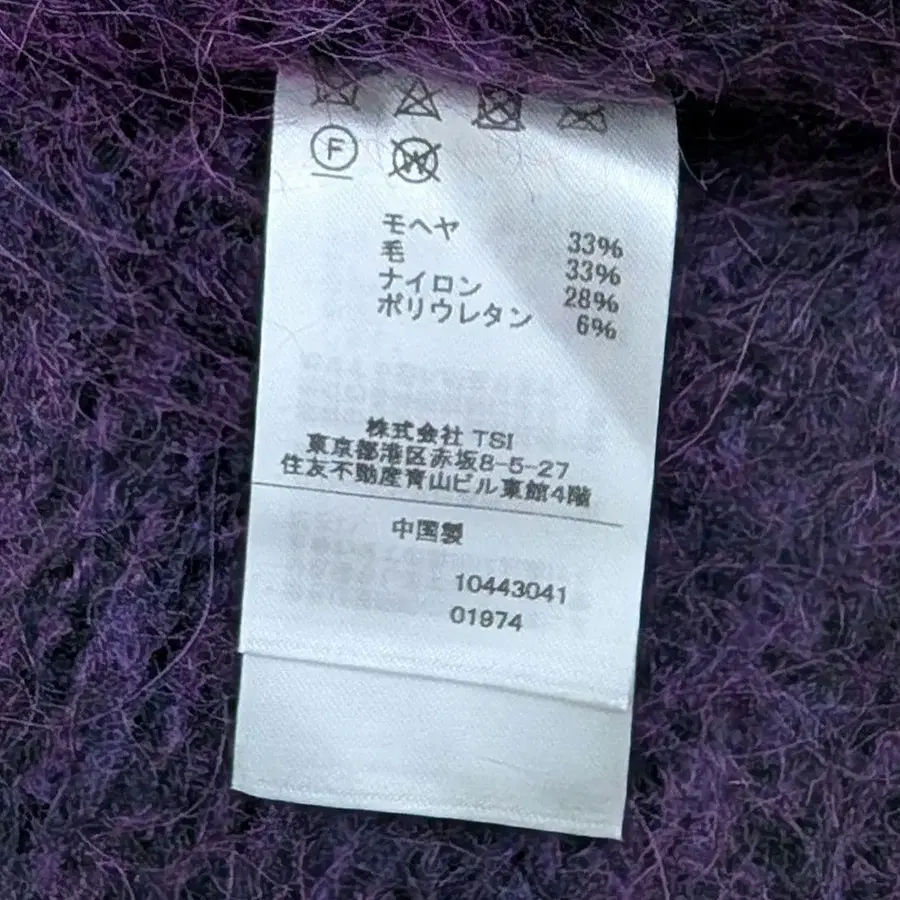 F
W
モヘヤ 33%
毛 33%
ナイロン 28%
ポリウレタン 6%
株式会社 TSI
東京都港区赤坂8-5-27
住友不動産青山ビル東館4階
中国製
10443041
01974